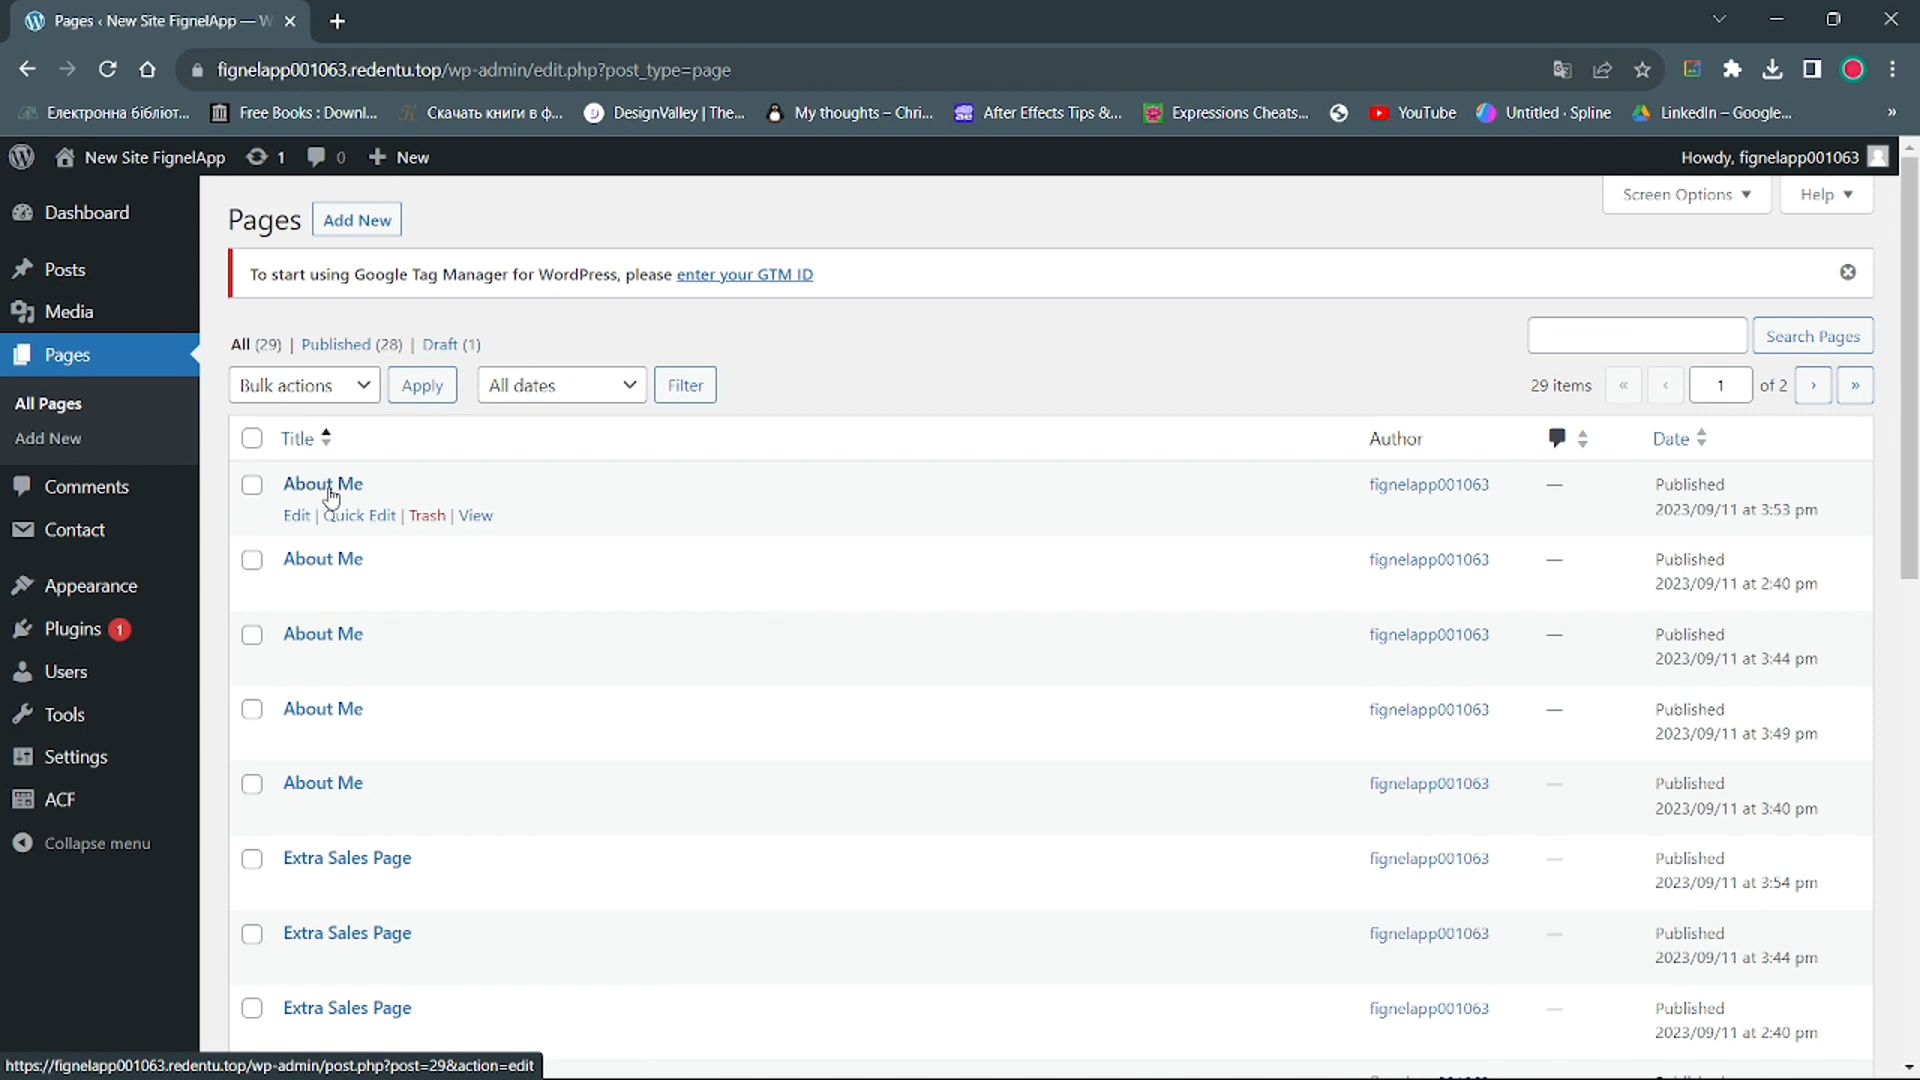 Pages ‹ New Site FignelApp — W
fignelapp001063.redentu.top/wp-admin/edit.php?post_type=page
Електронна бібліот... Free Books : Downl... Скачать книги в ф... DesignValley | The... My thoughts – Chri... After Effects Tips &... Expressions Cheats... YouTube Untitled - Spline LinkedIn – Google... »
New Site FignelApp 1 0 + New Howdy, fignelapp001063
Screen Options Help
Dashboard
Posts
Media
Pages
All Pages
Add New
Comments
Contact
Appearance
Plugins 1
Users
Tools
Settings
ACF
Collapse menu
Pages Add New
To start using Google Tag Manager for WordPress, please enter your GTM ID
All (29) | Published (28) | Draft (1)
Search Pages
Bulk actions Apply All dates Filter 29 items « ‹ 1 of 2 › »
Title Author Date
About Me fignelapp001063 — Published
2023/09/11 at 3:53 pm
Edit | Quick Edit | Trash | View
About Me fignelapp001063 — Published
2023/09/11 at 2:40 pm
About Me fignelapp001063 — Published
2023/09/11 at 3:44 pm
About Me fignelapp001063 — Published
2023/09/11 at 3:49 pm
About Me fignelapp001063 — Published
2023/09/11 at 3:40 pm
Extra Sales Page fignelapp001063 — Published
2023/09/11 at 3:54 pm
Extra Sales Page fignelapp001063 — Published
2023/09/11 at 3:44 pm
Extra Sales Page fignelapp001063 — Published
2023/09/11 at 2:40 pm
https://fignelapp001063.redentu.top/wp-admin/post.php?post=29&action=edit